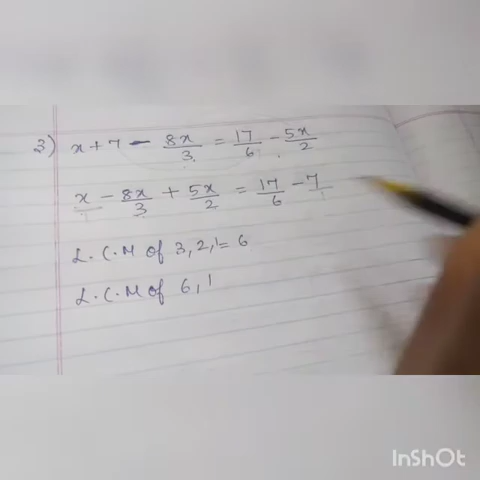 3) x + 7 - 8x/3 = 17/6 - 5x/2
x - 8x/3 + 5x/2 = 17/6 - 7/1
L.C.M of 3, 2, 1 = 6
L.C.M of 6, 1
InShOt